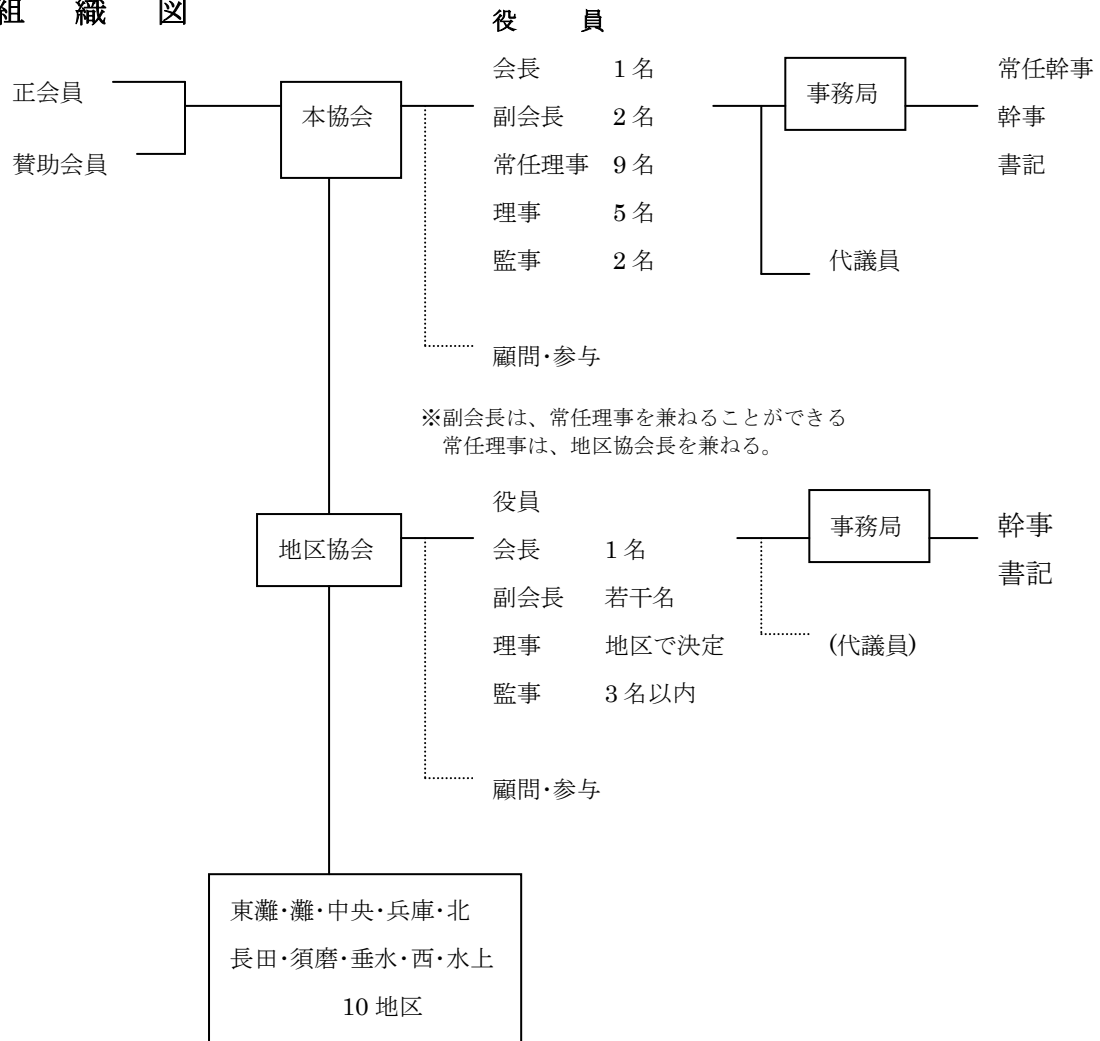 組 織 図
正会員
賛助会員
本協会
役 員
会長 1名
副会長 2名
常任理事 9名
理事 5名
監事 2名
顧問・参与
事務局
常任幹事
幹事
書記
代議員
※副会長は、常任理事を兼ねることができる
常任理事は、地区協会長を兼ねる。
地区協会
役員
会長 1名
副会長 若干名
理事 地区で決定
監事 3名以内
顧問・参与
事務局
幹事
書記
(代議員)
東灘・灘・中央・兵庫・北
長田・須磨・垂水・西・水上
10地区